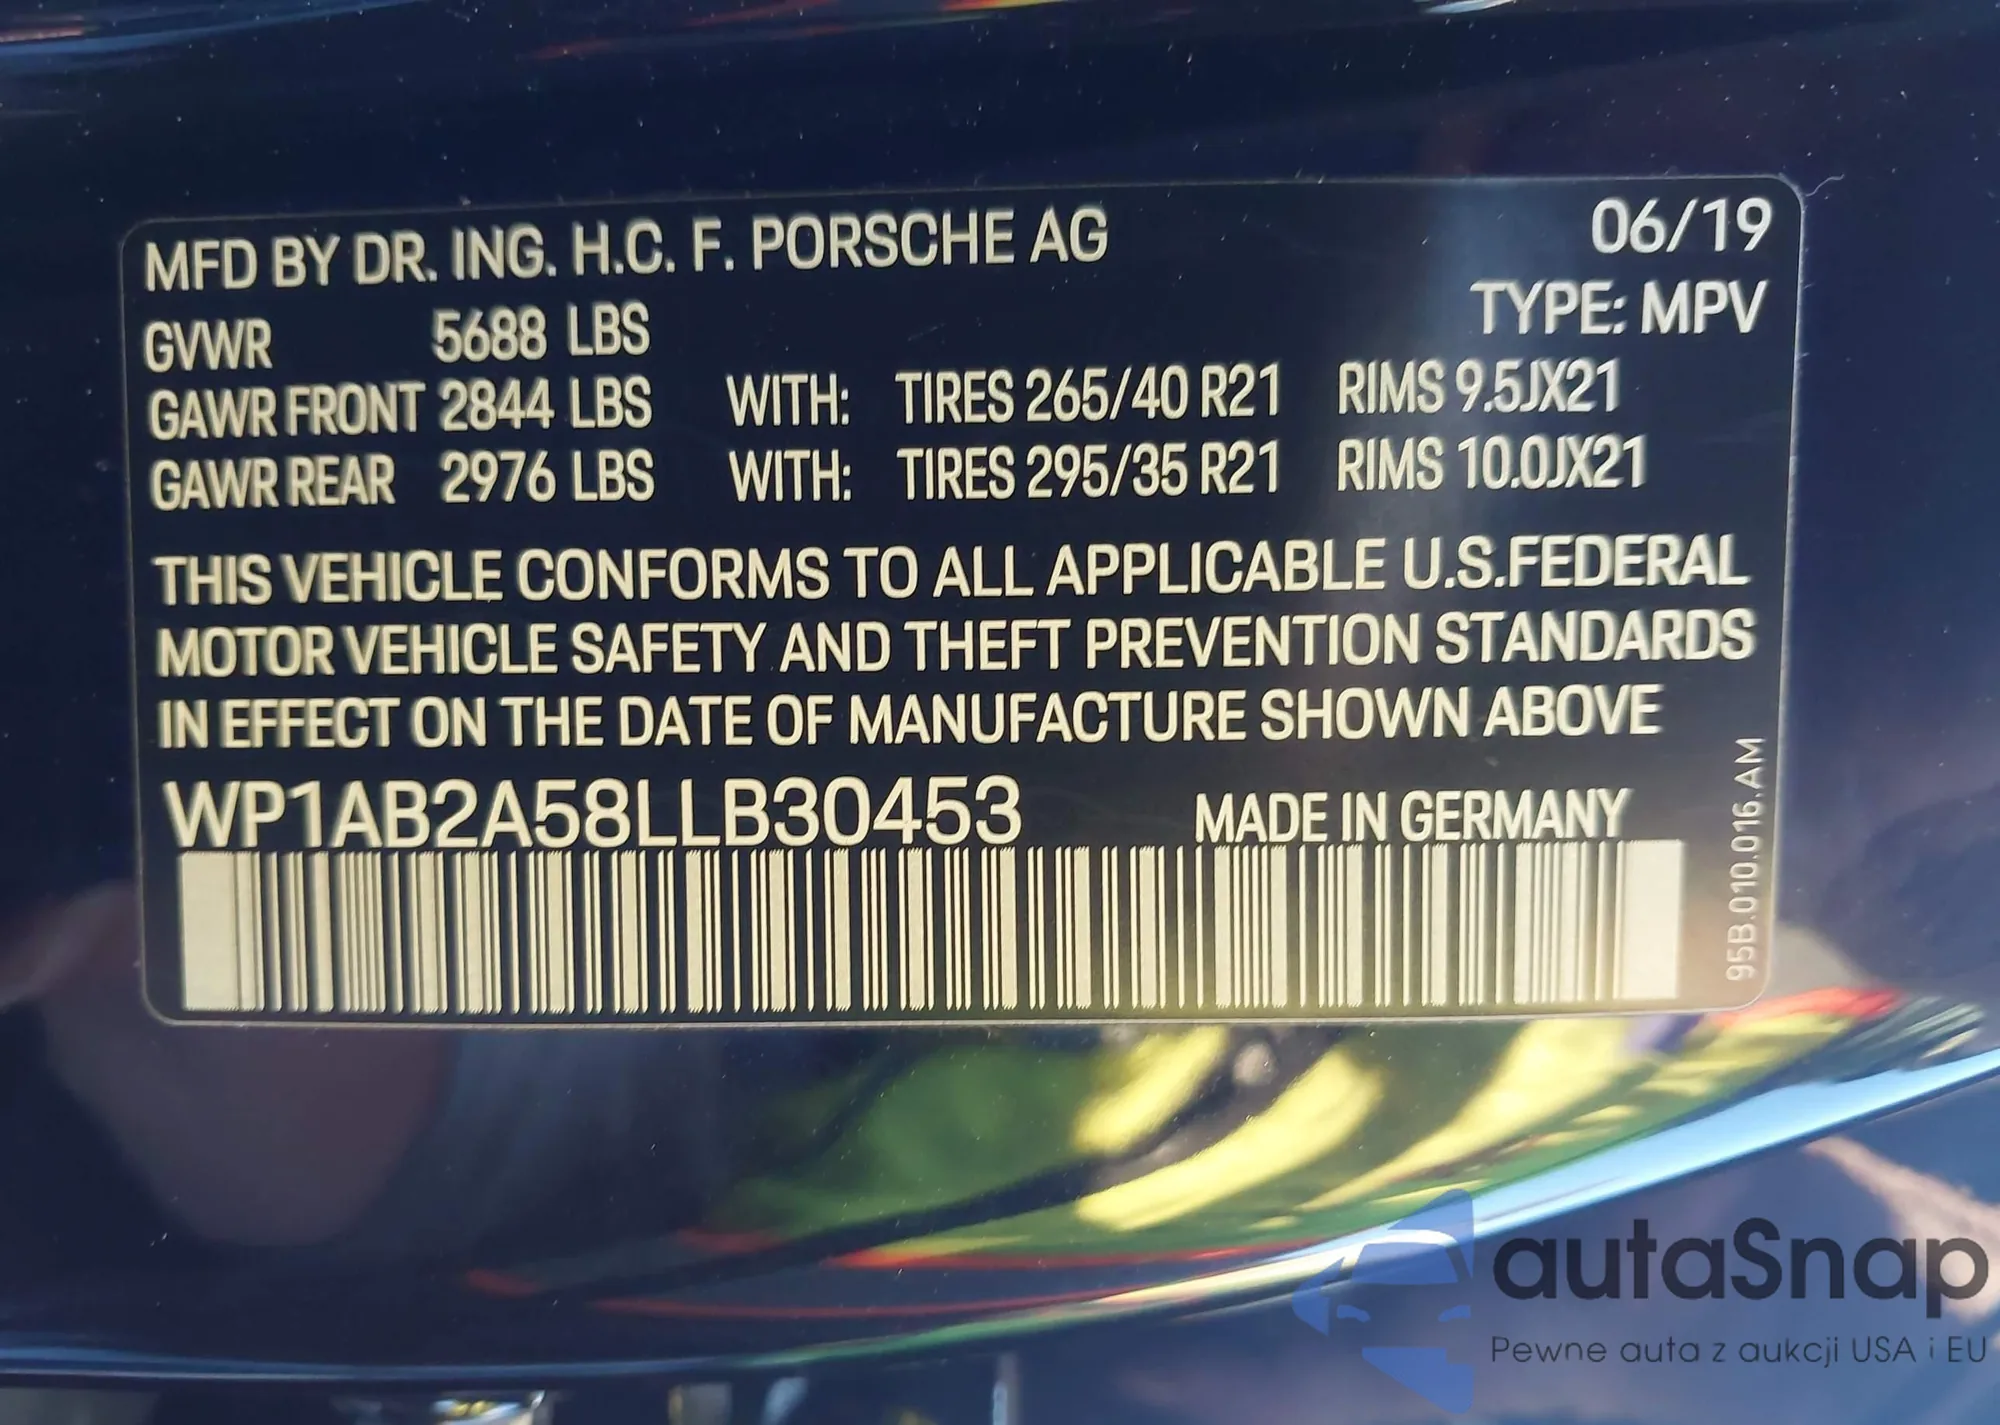 MFD BY DR. ING. H.C. F. PORSCHE AG 06/19
TYPE: MPV
GVWR 5688 LBS
GAWR FRONT 2844 LBS WITH: TIRES 265/40 R21 RIMS 9.5JX21
GAWR REAR 2976 LBS WITH: TIRES 295/35 R21 RIMS 10.0JX21
THIS VEHICLE CONFORMS TO ALL APPLICABLE U.S.FEDERAL
MOTOR VEHICLE SAFETY AND THEFT PREVENTION STANDARDS
IN EFFECT ON THE DATE OF MANUFACTURE SHOWN ABOVE
WP1AB2A58LLB30453 MADE IN GERMANY
95B.010.016.AM
autaSnap
Pewne auta z aukcji USA i EU